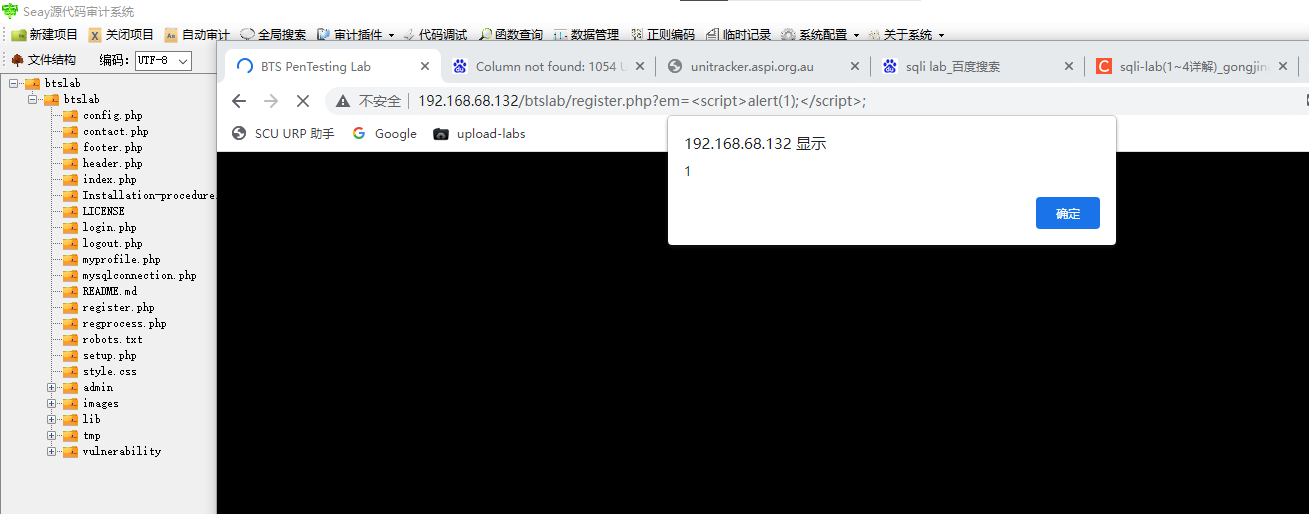 Seay源代码审计系统
新建项目 关闭项目 自动审计 全局搜索 审计插件 代码调试 函数查询 数据管理 正则编码 临时记录 系统配置 关于系统
文件结构 编码: UTF-8
btslab
btslab
config.php
contact.php
footer.php
header.php
index.php
Installation-procedure.
LICENSE
login.php
logout.php
myprofile.php
mysqlconnection.php
README.md
register.php
regprocess.php
robots.txt
setup.php
style.css
admin
images
lib
tmp
vulnerability
BTS PenTesting Lab
Column not found: 1054 U
unitracker.aspi.org.au
sqli lab_百度搜索
sqli-lab(1~4详解)_gongjin
不安全 192.168.68.132/btslab/register.php?em=<script>alert(1);</script>;
SCU URP 助手 Google upload-labs
192.168.68.132 显示
1
确定